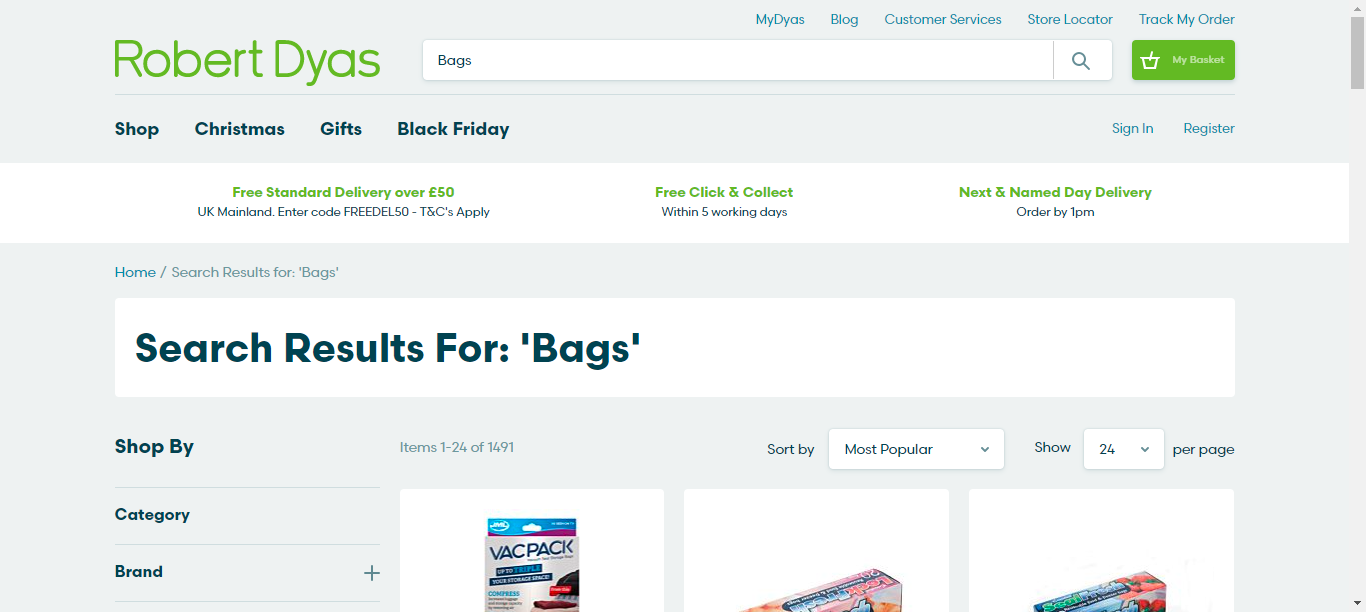 MyDyas Blog Customer Services Store Locator Track My Order
Robert Dyas
Bags
My Basket
Shop Christmas Gifts Black Friday
Sign In Register
Free Standard Delivery over £50
UK Mainland. Enter code FREEDEL50 - T&C's Apply
Free Click & Collect
Within 5 working days
Next & Named Day Delivery
Order by 1pm
Home / Search Results for: 'Bags'
Search Results For: 'Bags'
Shop By
Category
Brand
Items 1-24 of 1491
Sort by Most Popular
Show 24 per page
JML
VACPACK
UP TO TRIPLE
YOUR STORAGE SPACE!
COMPRESS